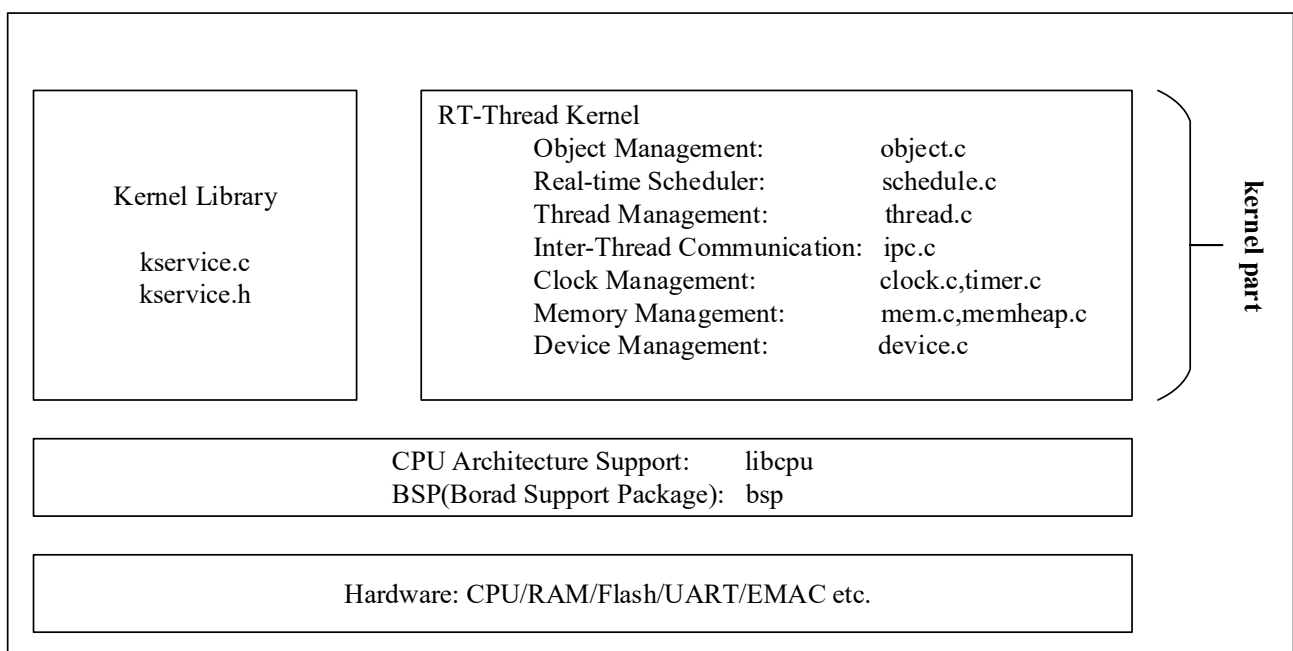 Kernel Library
kservice.c
kservice.h
RT-Thread Kernel
Object Management: object.c
Real-time Scheduler: schedule.c
Thread Management: thread.c
Inter-Thread Communication: ipc.c
Clock Management: clock.c,timer.c
Memory Management: mem.c,memheap.c
Device Management: device.c
kernel part
CPU Architecture Support: libcpu
BSP(Borad Support Package): bsp
Hardware: CPU/RAM/Flash/UART/EMAC etc.